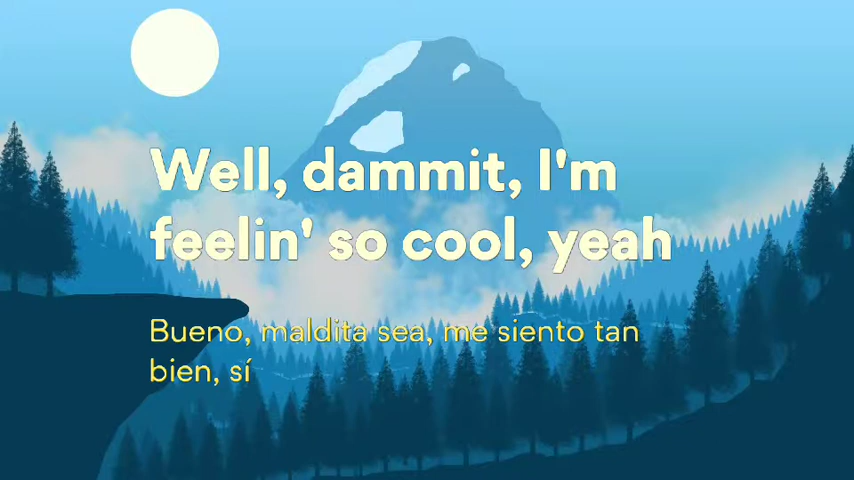 Well, dammit, I'm
feelin' so cool, yeah
Bueno, maldita sea, me siento tan
bien, sí